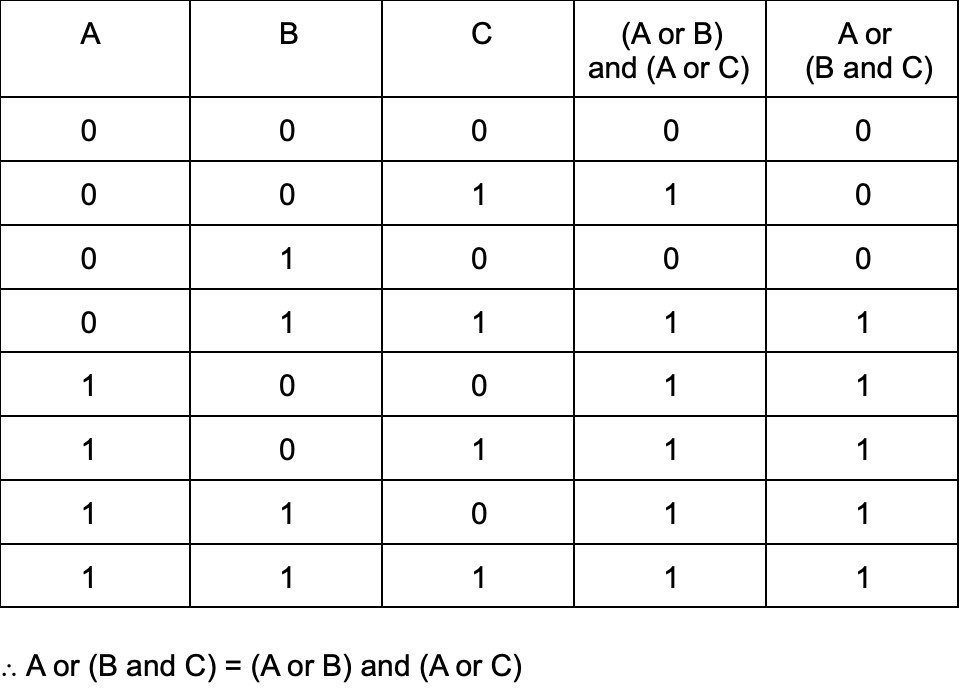 A B C (A or B) A or
and (A or C) (B and C)
0 0 0 0 0
0 0 1 1 0
0 1 0 0 0
0 1 1 1 1
1 0 0 1 1
1 0 1 1 1
1 1 0 1 1
1 1 1 1 1
∴ A or (B and C) = (A or B) and (A or C)